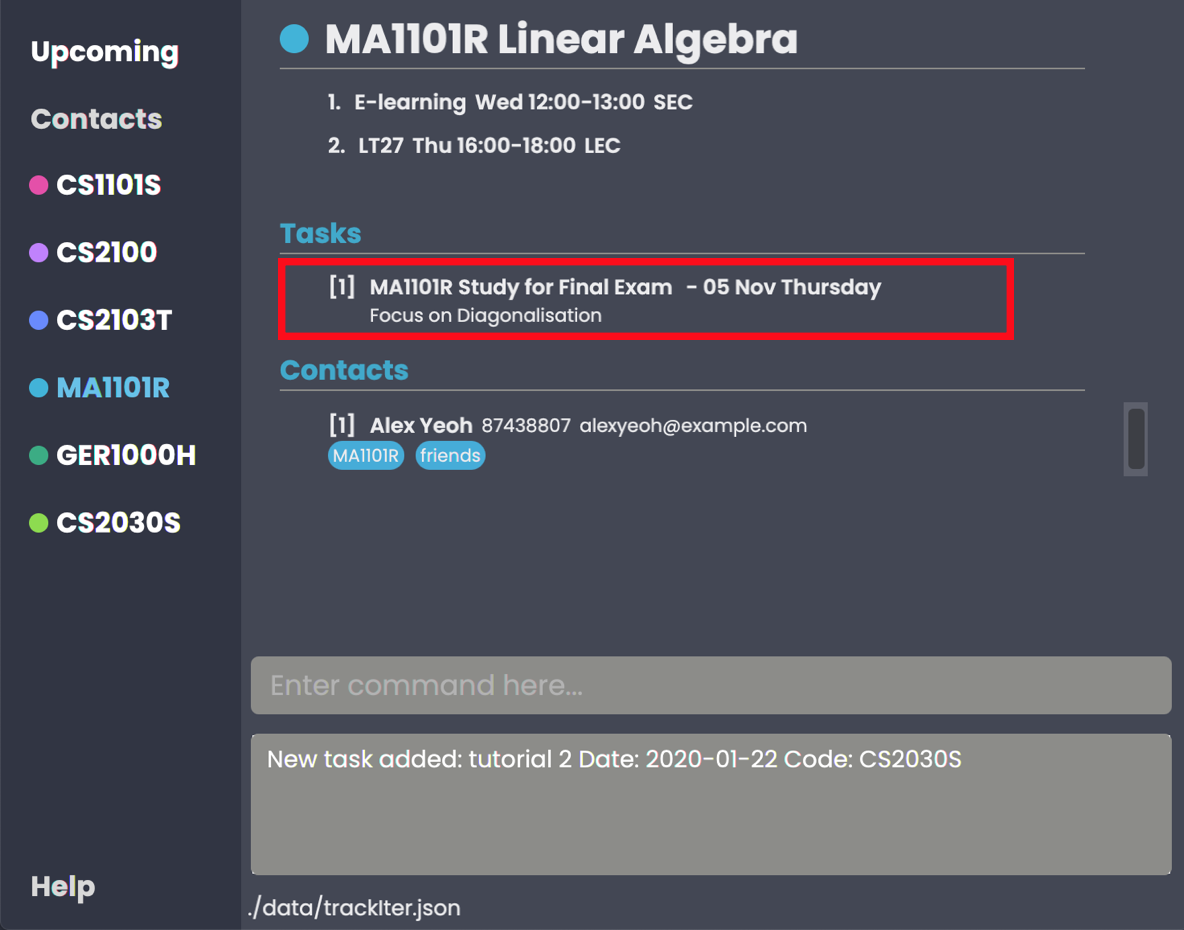 Upcoming
Contacts
CS1101S
CS2100
CS2103T
MA1101R
GER1000H
CS2030S
Help
MA1101R Linear Algebra
1. E-learning Wed 12:00-13:00 SEC
2. LT27 Thu 16:00-18:00 LEC
Tasks
[1] MA1101R Study for Final Exam - 05 Nov Thursday
Focus on Diagonalisation
Contacts
[1] Alex Yeoh 87438807 alexyeoh@example.com
MA1101R friends
Enter command here...
New task added: tutorial 2 Date: 2020-01-22 Code: CS2030S
./data/trackIter.json